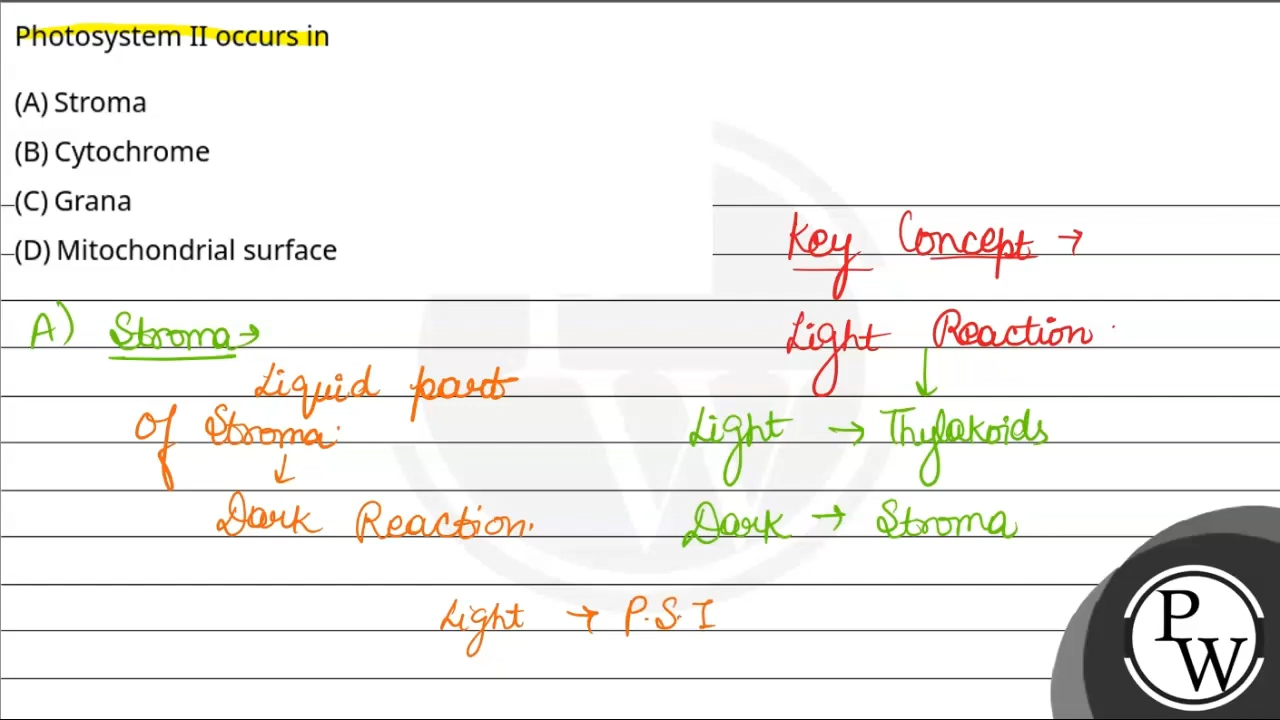 Photosystem II occurs in
(A) Stroma
(B) Cytochrome
(C) Grana
(D) Mitochondrial surface
Key Concept →
A) Stroma →
Light Reaction
Liquid part
of Stroma
Light → Thylakoids
Dark Reaction.
Dark → Stroma
Light → P.S.I
PW